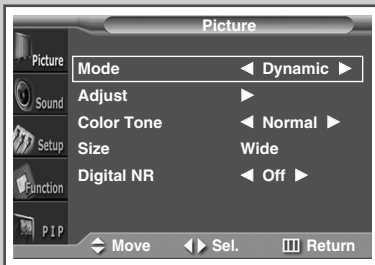 Picture
Picture
Mode ◀ Dynamic ▶
Adjust ▶
Sound
Color Tone ◀ Normal ▶
Setup
Size Wide
Digital NR ◀ Off ▶
Function
PIP
Move Sel. Return